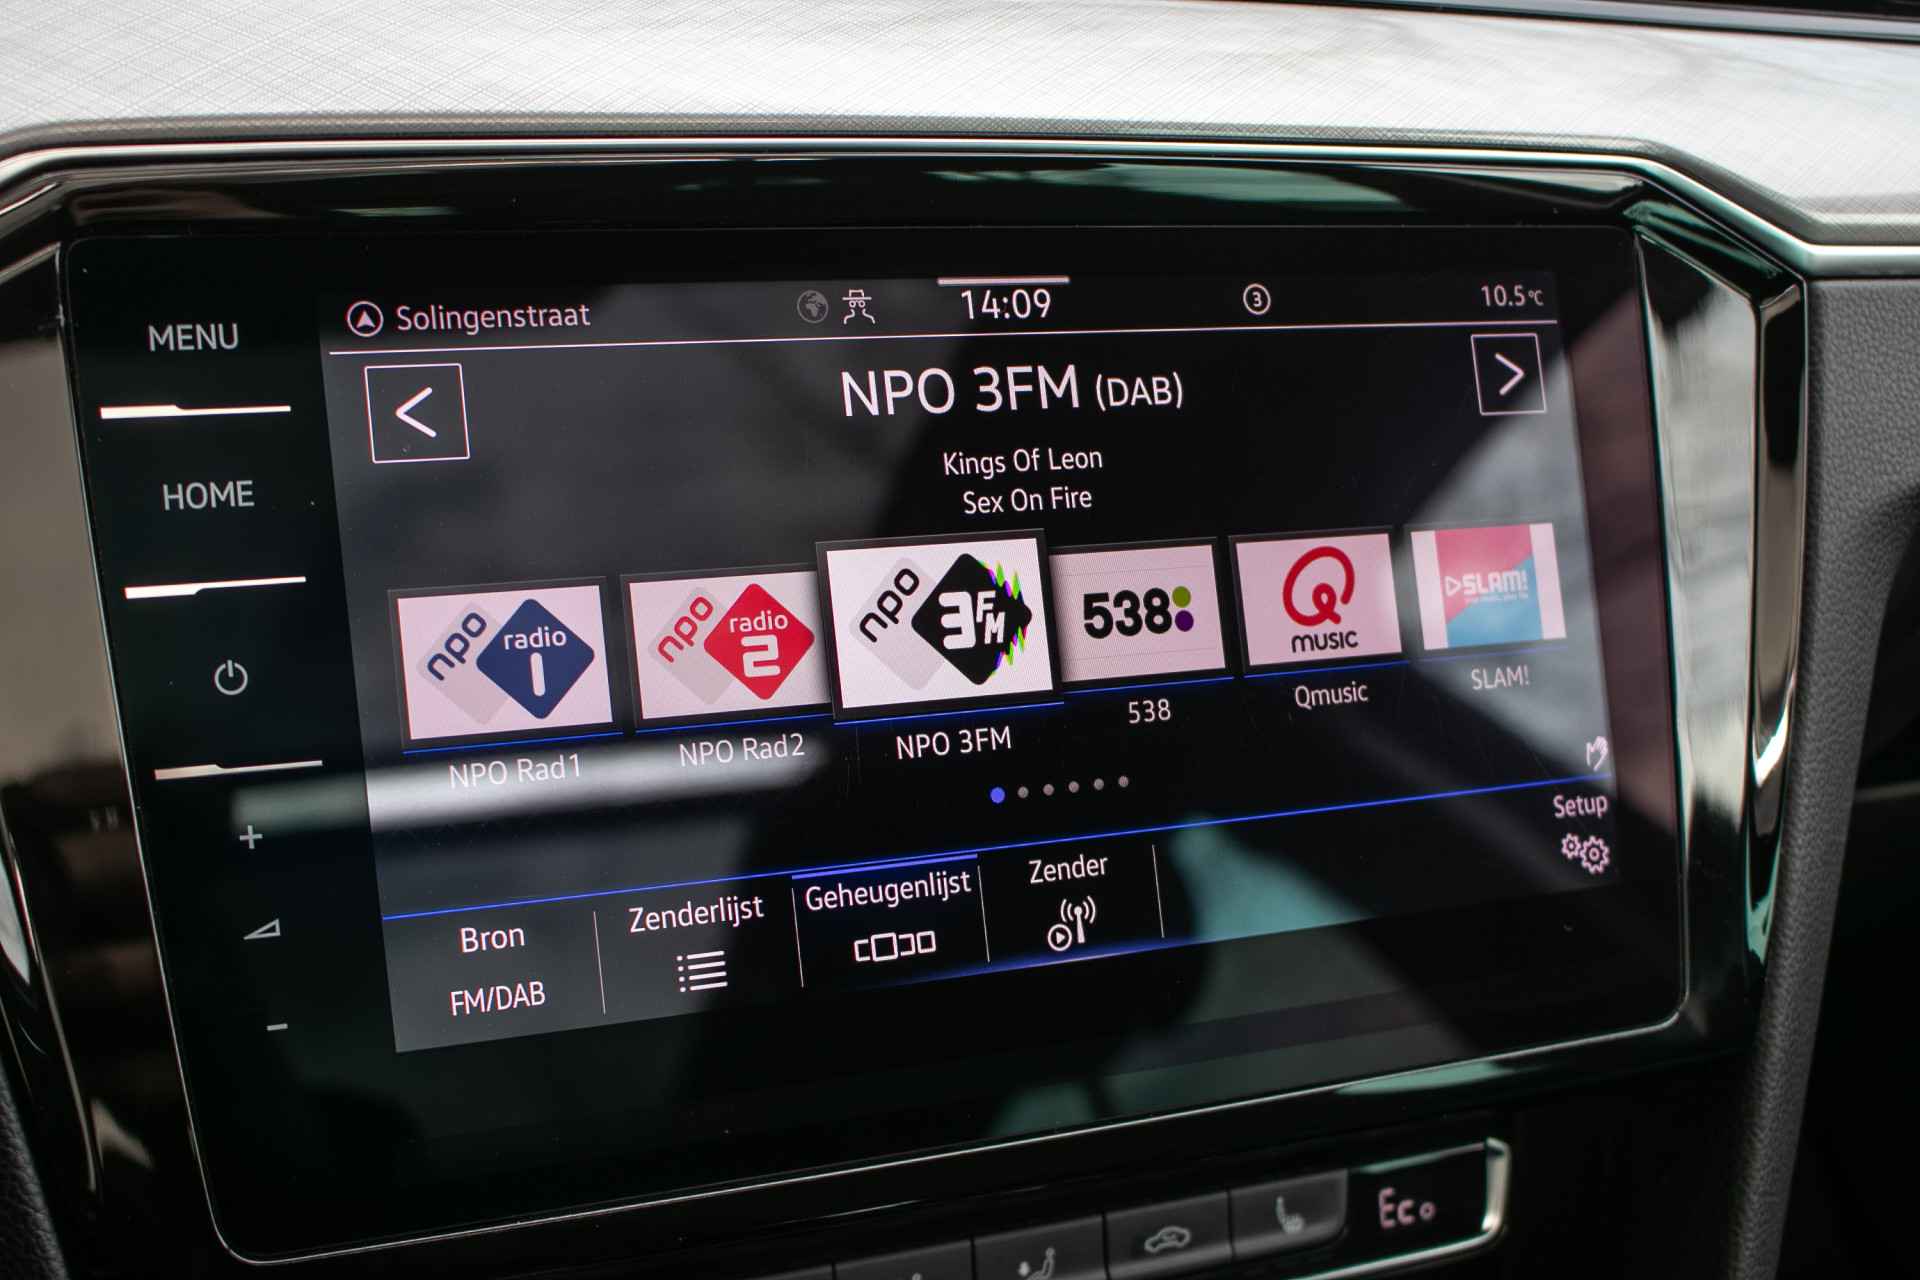 MENU
HOME
+
−
Solingenstraat
14:09
3
10.5°C
<
>
NPO 3FM (DAB)
Kings Of Leon
Sex On Fire
npo radio 1
npo radio 2
npo 3FM
538
Q MUSIC
SLAM!
NPO Rad1
NPO Rad2
NPO 3FM
538
Qmusic
SLAM!
Setup
Bron
FM/DAB
Zenderlijst
Geheugenlijst
Zender
Eco